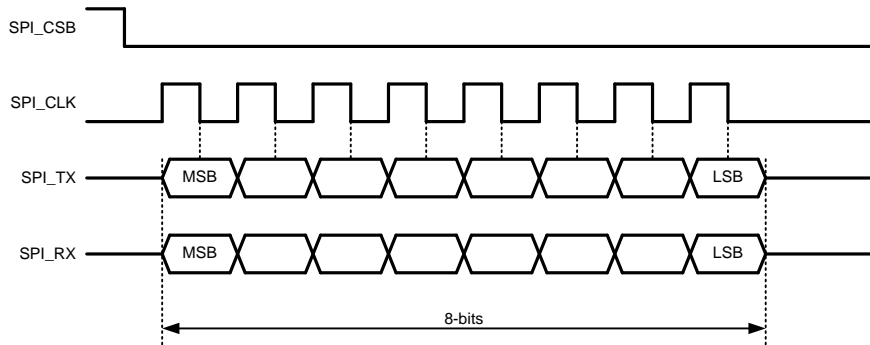 SPI_CSB
SPI_CLK
SPI_TX
MSB
LSB
SPI_RX
MSB
LSB
8-bits